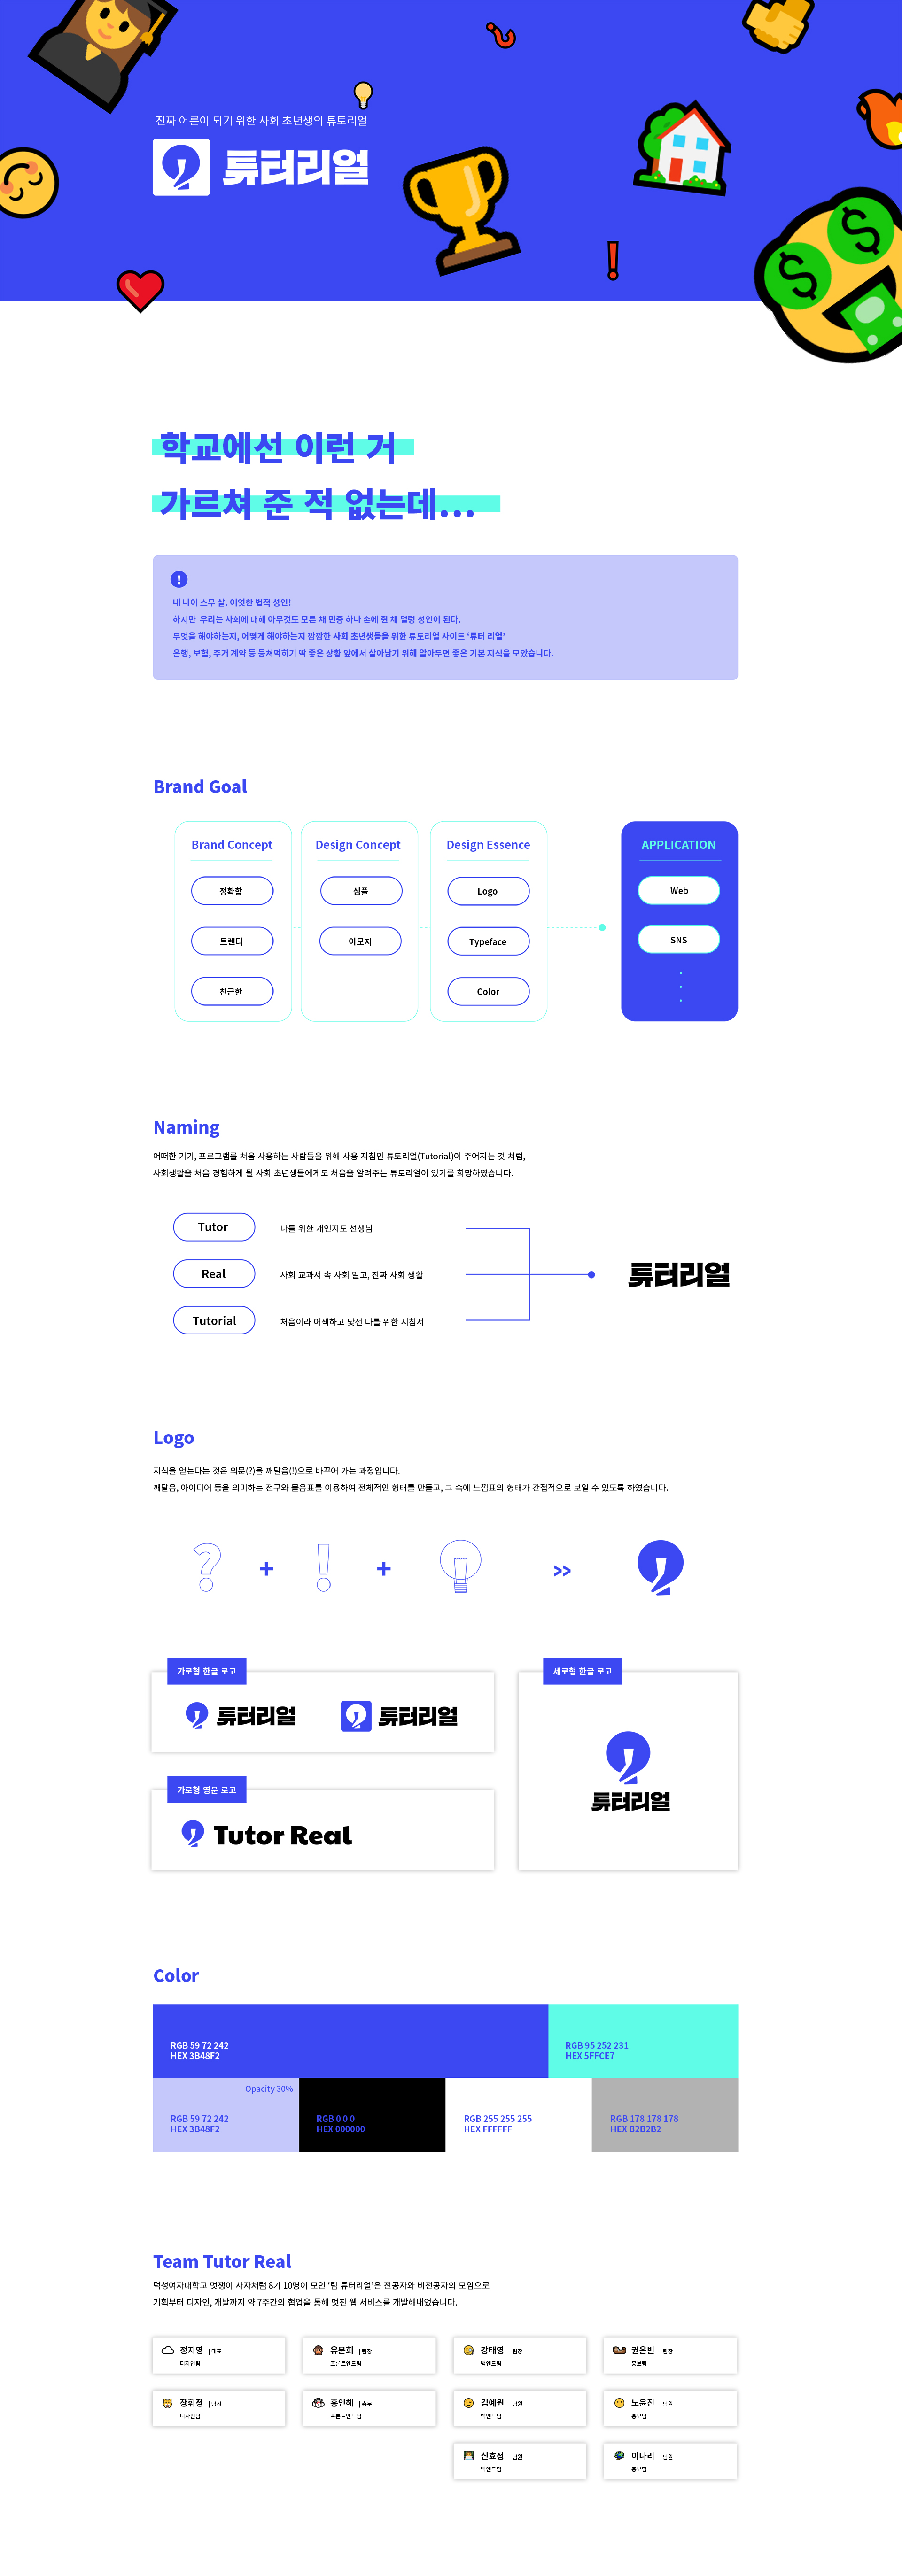 진짜 어른이 되기 위한 사회 초년생의 튜토리얼
튜터리얼
학교에선 이런 거
가르쳐 준 적 없는데...
!
내 나이 스무 살. 어엿한 법적 성인!
하지만 우리는 사회에 대해 아무것도 모른 채 민증 하나 손에 쥔 채 덜렁 성인이 된다.
무엇을 해야하는지, 어떻게 해야하는지 깜깜한 사회 초년생들을 위한 튜토리얼 사이트 '튜터 리얼'
은행, 보험, 주거 계약 등 등쳐먹히기 딱 좋은 상황 앞에서 살아남기 위해 알아두면 좋은 기본 지식을 모았습니다.
Brand Goal
Brand Concept
정확함
트렌디
친근한
Design Concept
심플
이모지
Design Essence
Logo
Typeface
Color
APPLICATION
Web
SNS
Naming
어떠한 기기, 프로그램를 처음 사용하는 사람들을 위해 사용 지침인 튜토리얼(Tutorial)이 주어지는 것 처럼,
사회생활을 처음 경험하게 될 사회 초년생들에게도 처음을 알려주는 튜토리얼이 있기를 희망하였습니다.
Tutor 나를 위한 개인지도 선생님
Real 사회 교과서 속 사회 말고, 진짜 사회 생활
Tutorial 처음이라 어색하고 낯선 나를 위한 지침서
튜터리얼
Logo
지식을 얻는다는 것은 의문(?)을 깨달음(!)으로 바꾸어 가는 과정입니다.
깨달음, 아이디어 등을 의미하는 전구와 물음표를 이용하여 전체적인 형태를 만들고, 그 속에 느낌표의 형태가 간접적으로 보일 수 있도록 하였습니다.
? + ! + »
가로형 한글 로고
튜터리얼 튜터리얼
세로형 한글 로고
튜터리얼
가로형 영문 로고
Tutor Real
Color
RGB 59 72 242
HEX 3B48F2
RGB 95 252 231
HEX 5FFCE7
Opacity 30%
RGB 59 72 242
HEX 3B48F2
RGB 0 0 0
HEX 000000
RGB 255 255 255
HEX FFFFFF
RGB 178 178 178
HEX B2B2B2
Team Tutor Real
덕성여자대학교 멋쟁이 사자처럼 8기 10명이 모인 '팀 튜터리얼'은 전공자와 비전공자의 모임으로
기획부터 디자인, 개발까지 약 7주간의 협업을 통해 멋진 웹 서비스를 개발해내었습니다.
정지영 | 대표
디자인팀
유문희 | 팀장
프론트엔드팀
강태영 | 팀장
백엔드팀
권은빈 | 팀장
홍보팀
장휘정 | 팀장
디자인팀
홍인혜 | 총무
프론트엔드팀
김예원 | 팀원
백엔드팀
노윤진 | 팀원
홍보팀
신효정 | 팀원
백엔드팀
이나리 | 팀원
홍보팀